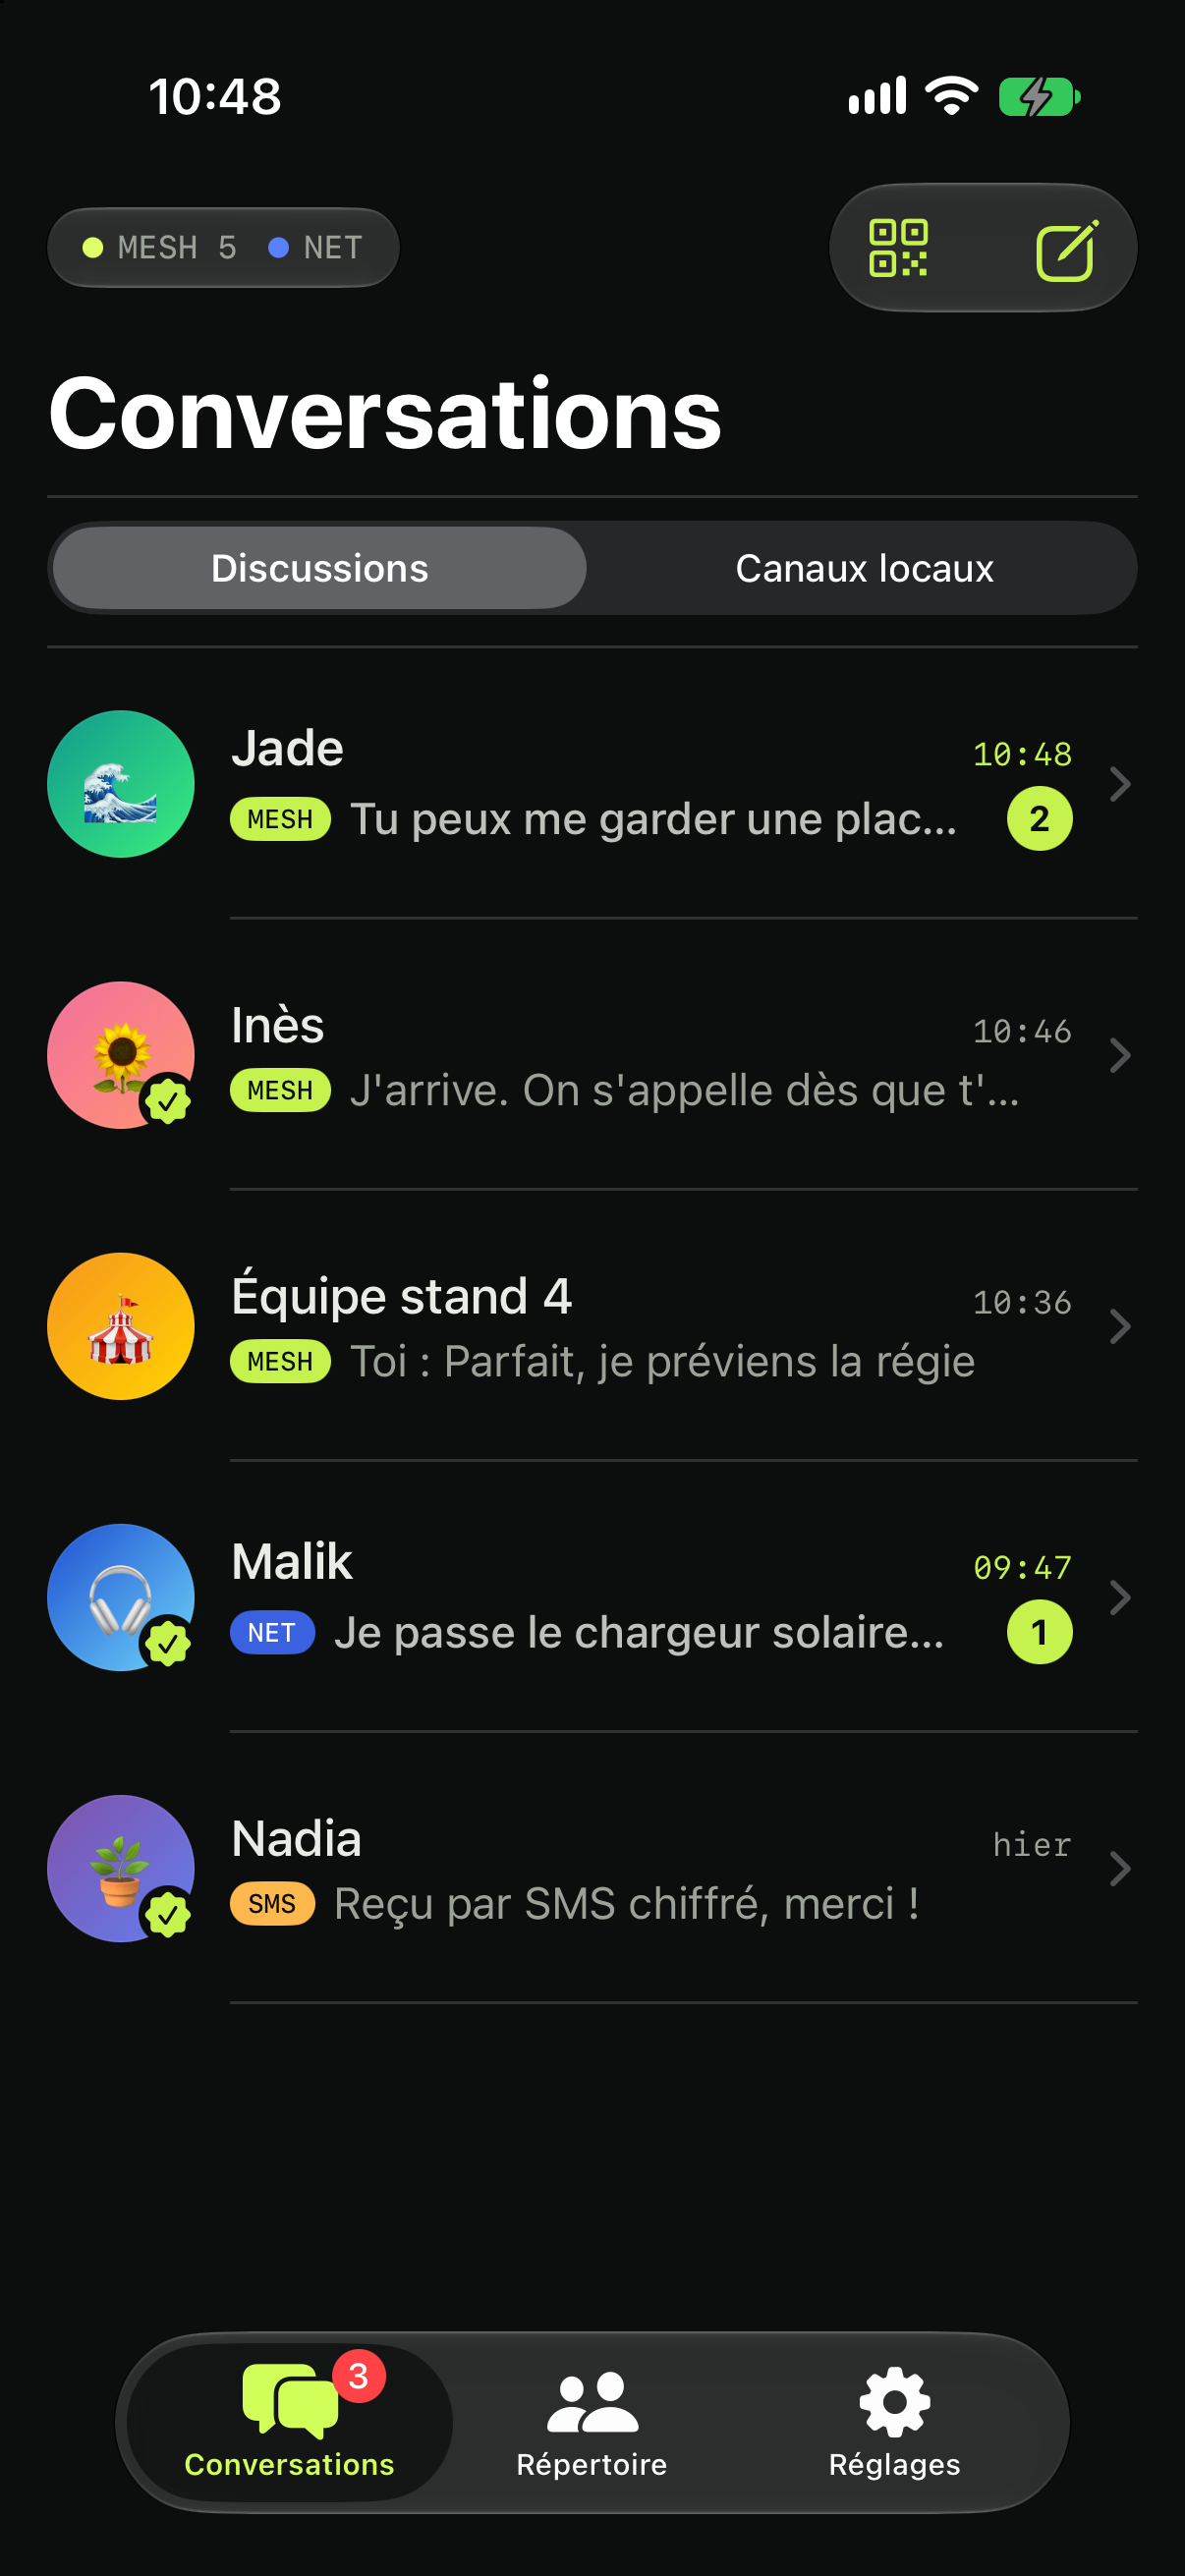 10:48
MESH 5 NET
Conversations
Discussions Canaux locaux
Jade 10:48
MESH Tu peux me garder une plac... 2
Inès 10:46
MESH J'arrive. On s'appelle dès que t'...
Équipe stand 4 10:36
MESH Toi : Parfait, je préviens la régie
Malik 09:47
NET Je passe le chargeur solaire... 1
Nadia hier
SMS Reçu par SMS chiffré, merci !
3
Conversations Répertoire Réglages